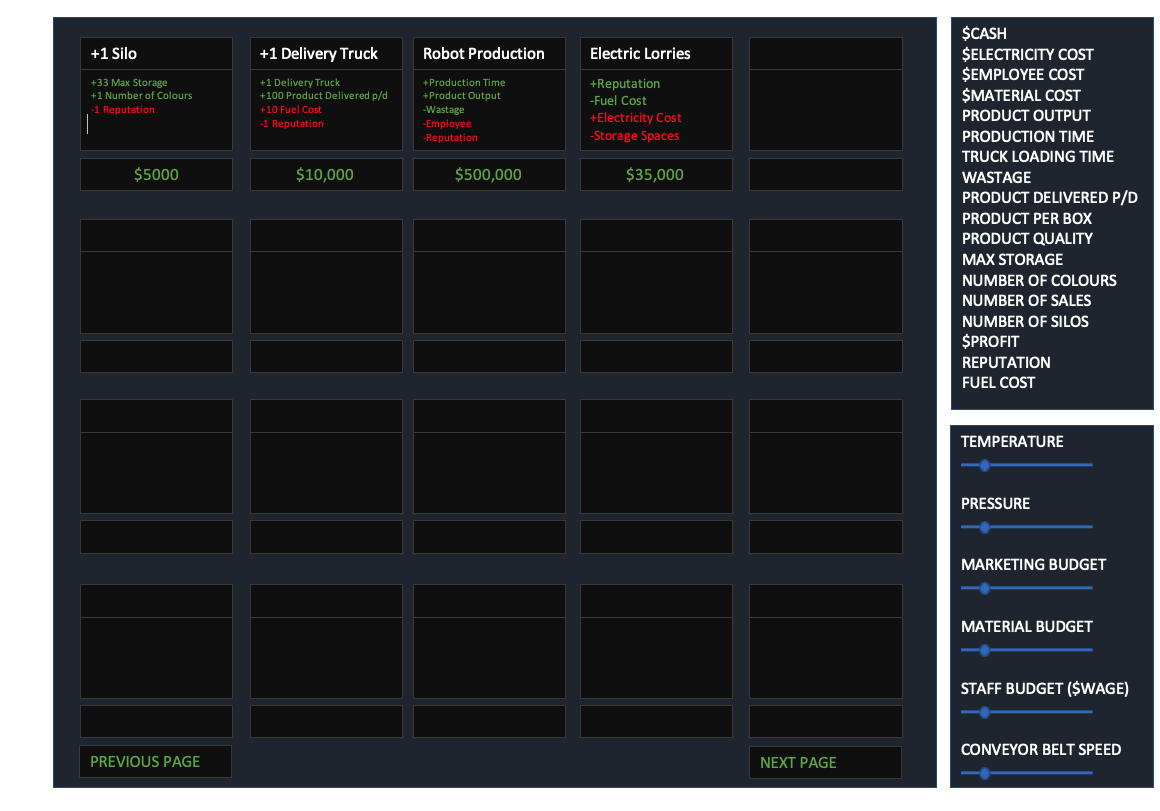 +1 Silo
+33 Max Storage
+1 Number of Colours
-1 Reputation
$5000
+1 Delivery Truck
+1 Delivery Truck
+100 Product Delivered p/d
+10 Fuel Cost
-1 Reputation
$10,000
Robot Production
+Production Time
+Product Output
-Wastage
-Employee
-Reputation
$500,000
Electric Lorries
+Reputation
-Fuel Cost
+Electricity Cost
-Storage Spaces
$35,000
PREVIOUS PAGE
NEXT PAGE
$CASH
$ELECTRICITY COST
$EMPLOYEE COST
$MATERIAL COST
PRODUCT OUTPUT
PRODUCTION TIME
TRUCK LOADING TIME
WASTAGE
PRODUCT DELIVERED P/D
PRODUCT PER BOX
PRODUCT QUALITY
MAX STORAGE
NUMBER OF COLOURS
NUMBER OF SALES
NUMBER OF SILOS
$PROFIT
REPUTATION
FUEL COST
TEMPERATURE
PRESSURE
MARKETING BUDGET
MATERIAL BUDGET
STAFF BUDGET ($WAGE)
CONVEYOR BELT SPEED